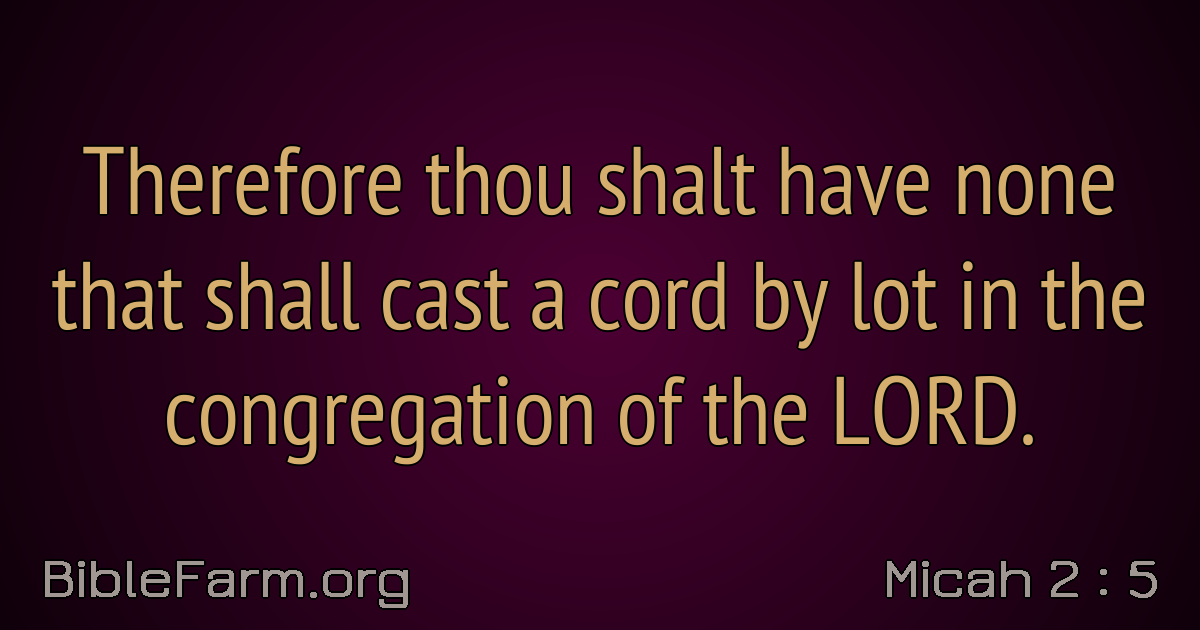 Therefore thou shalt have none
that shall cast a cord by lot in the
congregation of the LORD.
BibleFarm.org
Micah 2 : 5